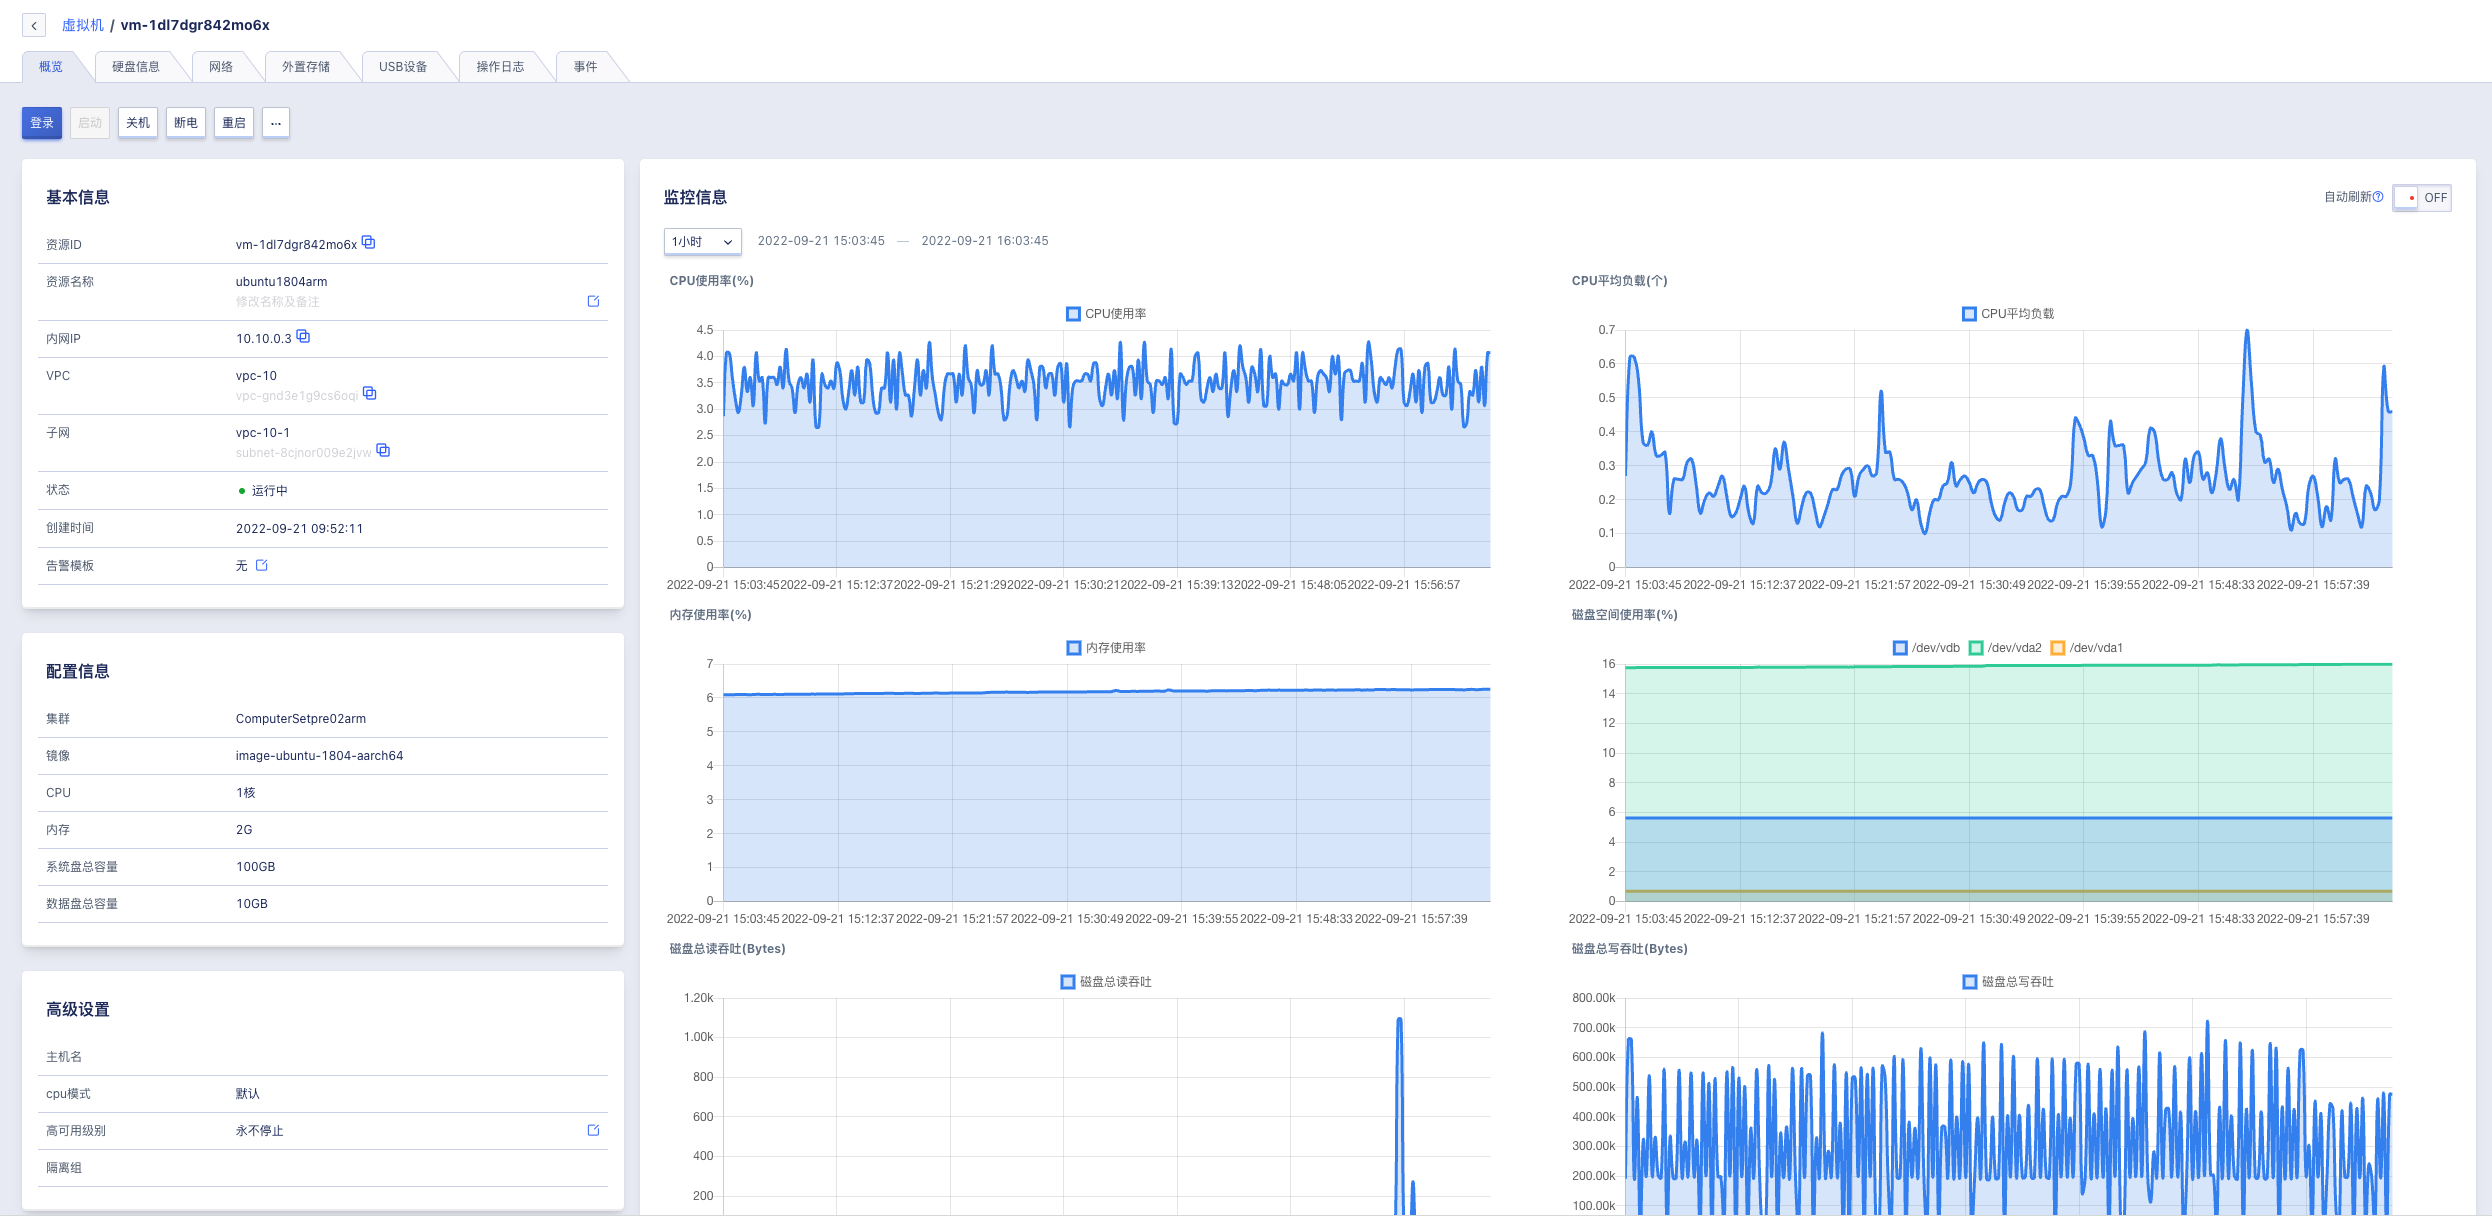 虚拟机 / vm-1dl7dgr842mo6x
概览 硬盘信息 网络 外置存储 USB设备 操作日志 事件
登录 启动 关机 断电 重启 ...
基本信息
资源ID vm-1dl7dgr842mo6x
资源名称 ubuntu1804arm
修改名称及备注
内网IP 10.10.0.3
VPC vpc-10
vpc-gnd3e1g9cs6oqi
子网 vpc-10-1
subnet-8cjnor009e2jvw
状态 运行中
创建时间 2022-09-21 09:52:11
告警模板 无
配置信息
集群 ComputerSetpre02arm
镜像 image-ubuntu-1804-aarch64
CPU 1核
内存 2G
系统盘总容量 100GB
数据盘总容量 10GB
高级设置
主机名
cpu模式 默认
高可用级别 永不停止
隔离组
监控信息
自动刷新 OFF
1小时 2022-09-21 15:03:45 — 2022-09-21 16:03:45
CPU使用率(%)
CPU使用率
4.5
4.0
3.5
3.0
2.5
2.0
1.5
1.0
0.5
0
2022-09-21 15:03:45 2022-09-21 15:12:37 2022-09-21 15:21:29 2022-09-21 15:30:21 2022-09-21 15:39:13 2022-09-21 15:48:05 2022-09-21 15:56:57
CPU平均负载(个)
CPU平均负载
0.7
0.6
0.5
0.4
0.3
0.2
0.1
0
2022-09-21 15:03:45 2022-09-21 15:12:37 2022-09-21 15:21:57 2022-09-21 15:30:49 2022-09-21 15:39:55 2022-09-21 15:48:33 2022-09-21 15:57:39
内存使用率(%)
内存使用率
7
6
5
4
3
2
1
0
2022-09-21 15:03:45 2022-09-21 15:12:37 2022-09-21 15:21:57 2022-09-21 15:30:49 2022-09-21 15:39:55 2022-09-21 15:48:33 2022-09-21 15:57:39
磁盘空间使用率(%)
/dev/vdb /dev/vda2 /dev/vda1
16
14
12
10
8
6
4
2
0
2022-09-21 15:03:45 2022-09-21 15:12:37 2022-09-21 15:21:57 2022-09-21 15:30:49 2022-09-21 15:39:55 2022-09-21 15:48:33 2022-09-21 15:57:39
磁盘总读吞吐(Bytes)
磁盘总读吞吐
1.20k
1.00k
800
600
400
200
磁盘总写吞吐(Bytes)
磁盘总写吞吐
800.00k
700.00k
600.00k
500.00k
400.00k
300.00k
200.00k
100.00k